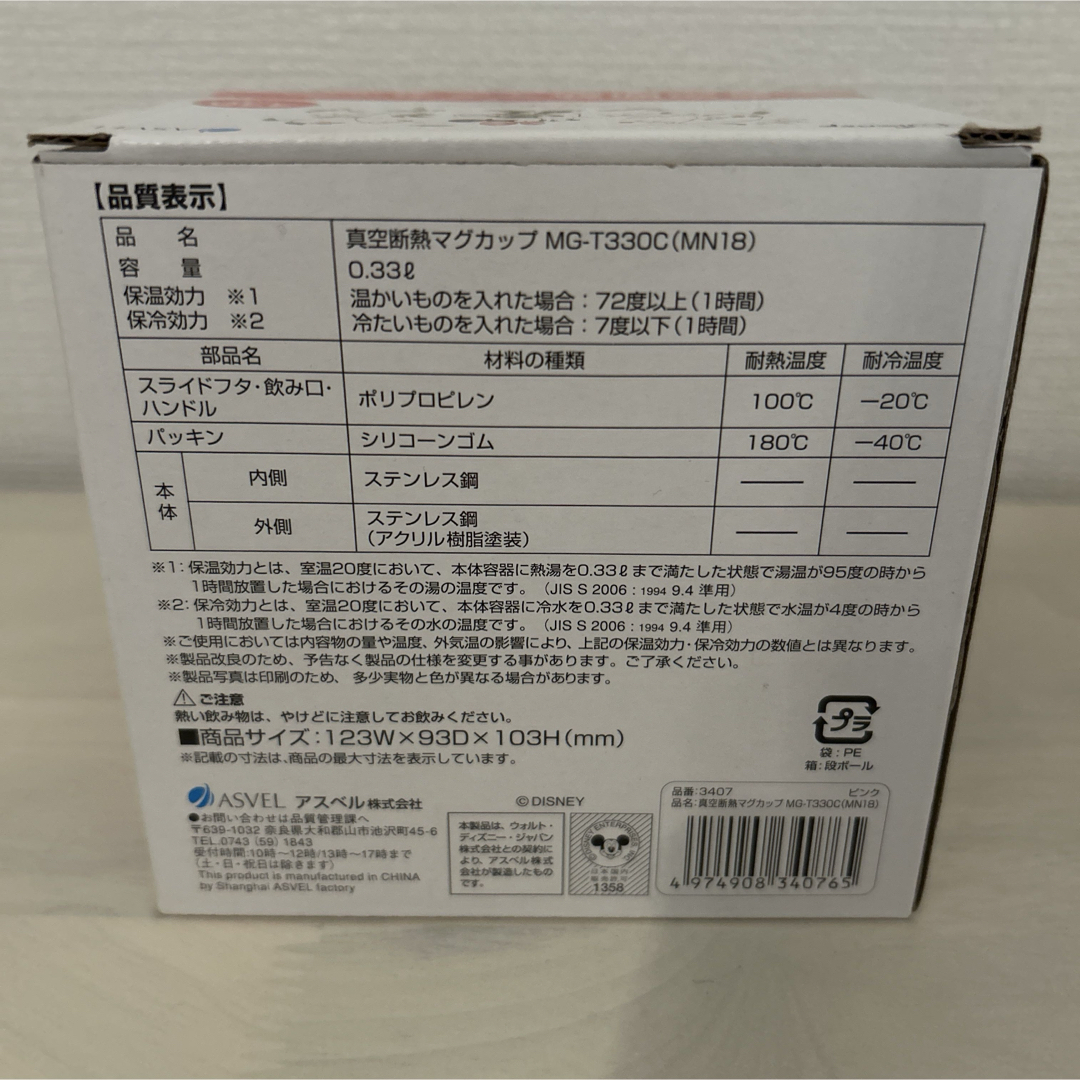 【品質表示】
品名 真空断熱マグカップ MG-T330C(MN18)
容量 0.33ℓ
保温効力 ※1 温かいものを入れた場合：72度以上(1時間)
保冷効力 ※2 冷たいものを入れた場合：7度以下(1時間)
部品名 材料の種類 耐熱温度 耐冷温度
スライドフタ・飲み口・
ハンドル ポリプロピレン 100℃ −20℃
パッキン シリコーンゴム 180℃ −40℃
本体 内側 ステンレス鋼 ―― ――
外側 ステンレス鋼
(アクリル樹脂塗装) ―― ――
※1：保温効力とは、室温20度において、本体容器に熱湯を0.33ℓまで満たした状態で湯温が95度の時から
1時間放置した場合におけるその湯の温度です。（JIS S 2006：1994 9.4 準用）
※2：保冷効力とは、室温20度において、本体容器に冷水を0.33ℓまで満たした状態で水温が4度の時から
1時間放置した場合におけるその水の温度です。（JIS S 2006：1994 9.4 準用）
※ご使用においては内容物の量や温度、外気温の影響により、上記の保温効力・保冷効力の数値とは異なります。
※製品改良のため、予告なく製品の仕様を変更する事があります。ご了承ください。
※製品写真は印刷のため、多少実物と色が異なる場合があります。
⚠ご注意
熱い飲み物は、やけどに注意してお飲みください。
■商品サイズ：123W×93D×103H(mm)
※記載の寸法は、商品の最大寸法を表示しています。
プラ
袋：PE
箱：段ボール
ASVEL アスベル株式会社
●お問い合わせは品質管理課へ
〒639-1032 奈良県大和郡山市池沢町45-6
TEL.0743 (59) 1843
受付時間:10時〜12時/13時〜17時まで
(土・日・祝日は除きます)
This product is manufactured in CHINA
by Shanghai ASVEL factory
©DISNEY
本製品は、ウォルト・
ディズニー・ジャパン
株式会社との契約に
より、アスベル株式
会社が製造したもの
です。
日本国内
販売許可
1358
品番：3407 ピンク
品名：真空断熱マグカップ MG-T330C(MN18)
4 974908 340765